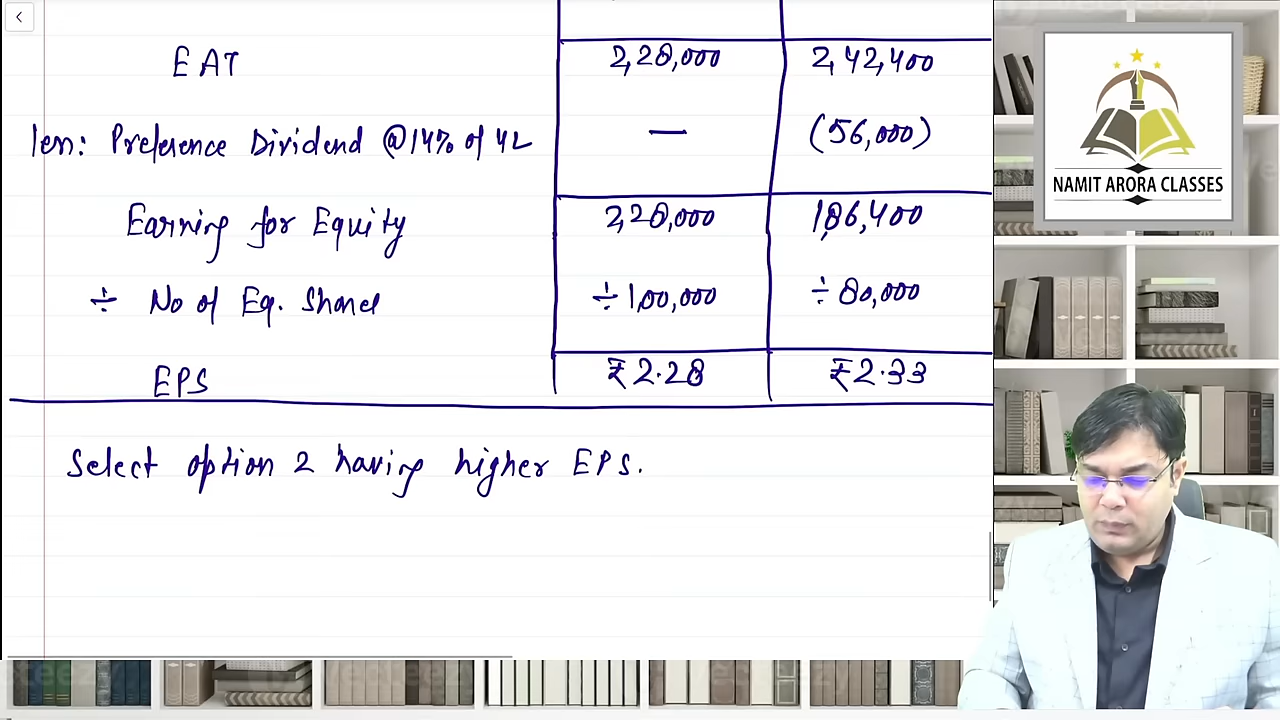 EAT 2,28,000 2,42,400
less: Preference Dividend @14% of 4L — (56,000)
Earning for Equity 2,28,000 1,86,400
÷ No of Eq. Shares ÷ 1,00,000 ÷ 80,000
EPS ₹2.28 ₹2.33
Select option 2 having higher EPS.
NAMIT ARORA CLASSES